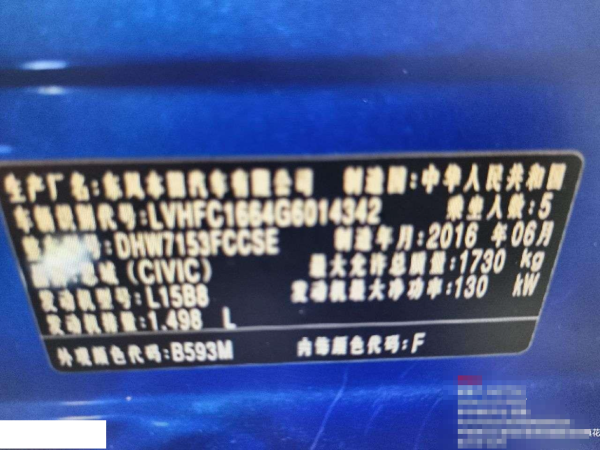 生产厂名:东风本田汽车有限公司 制造国:中华人民共和国
车辆识别代号:LVHFC1664G6014342 乘坐人数:5
号:DHW7153FCCSE 制造年月:2016 年06月
思域(CIVIC) 最大允许总质量:1730 kg
发动机型号:L15B8 发动机最大净功率:130 kW
发动机排量:1.498 L
外观颜色代码:B593M 内饰颜色代码:F